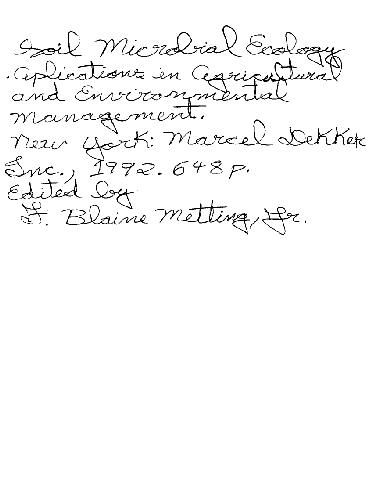 Soil Microbial Ecology
. Aplications in Agricultural
and Environmental
Management.
New York: Marcel Dekker
Inc., 1992. 648 p.
Edited by
F. Blaine Metting, Jr.